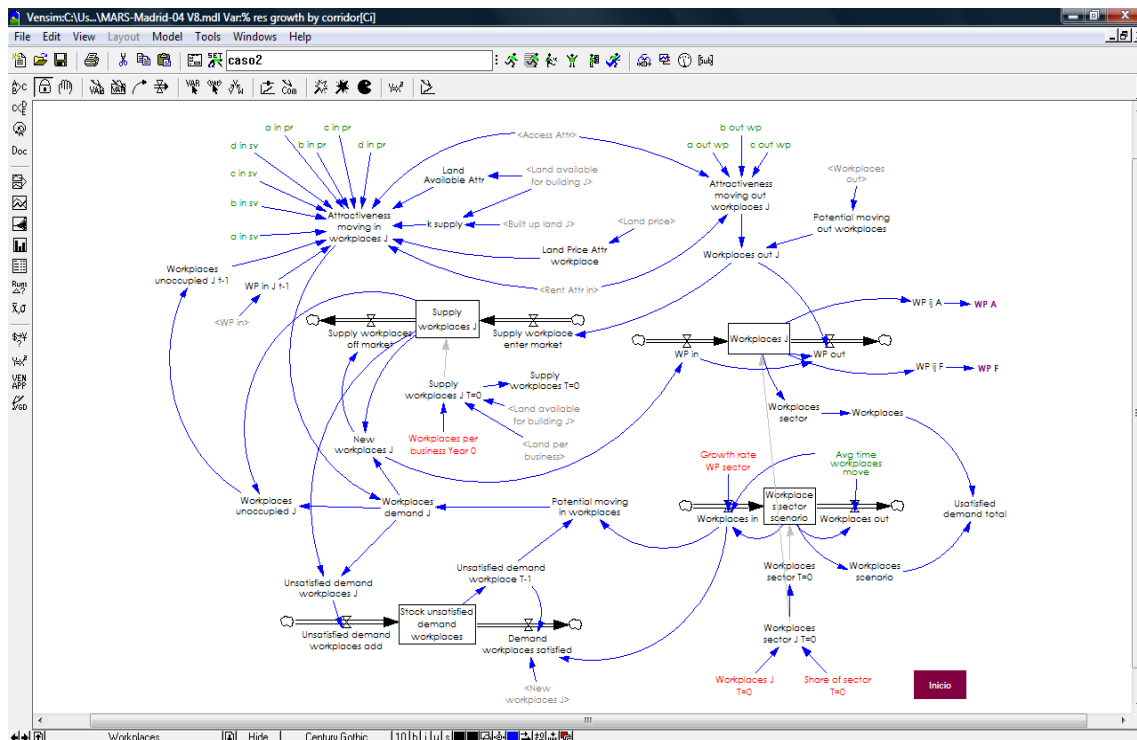 Vensim:C:\Us...\MARS-Madrid-04 V8.mdl Var:% res growth by corridor[Ci]
File Edit View Layout Model Tools Windows Help
SET
caso2
VAR
Com
Doc
Runs
VEN
APP
a in pr
c in pr
d in sv
b in pr
d in pr
c in sv
b in sv
a in sv
<Access Attr>
b out wp
a out wp
c out wp
Land
Available Attr
<Land available
for building J>
Attractiveness
moving in
workplaces J
k supply
<Built up land J>
<Land price>
Land Price Attr
workplace
<Rent Attr in>
Attractiveness
moving out
workplaces J
<Workplaces
out>
Potential moving
out workplaces
Workplaces out J
Workplaces
unoccupied J t-1
WP in J t-1
<WP in>
Supply
workplaces J
Supply workplaces
off market
Supply workplace
enter market
Workplaces J
WP in
WP out
WP ij A
WP A
WP ij F
WP F
Supply
workplaces J T=0
Supply
workplaces T=0
<Land available
for building J>
<Land per
business>
Workplaces per
business Year 0
New
workplaces J
Workplaces
sector
Workplaces
Growth rate
WP sector
Avg time
workplaces
move
Workplace
s sector
scenario
Workplaces in
Workplaces out
Usatisfied
demand total
Workplaces
unoccupied J
Workplaces
demand J
Potential moving
in workplaces
Workplaces
sector T=0
Workplaces
scenario
Unsatisfied demand
workplaces J
Unsatisfied demand
workplace T-1
Unsatisfied demand
workplaces add
Stock unsatisfied
demand
workplaces
Demand
workplaces satisfied
<New
workplaces J>
Workplaces
sector J T=0
Workplaces J
T=0
Share of sector
T=0
Inicio
Workplaces
Hide
Century Gothic
10 b i u s